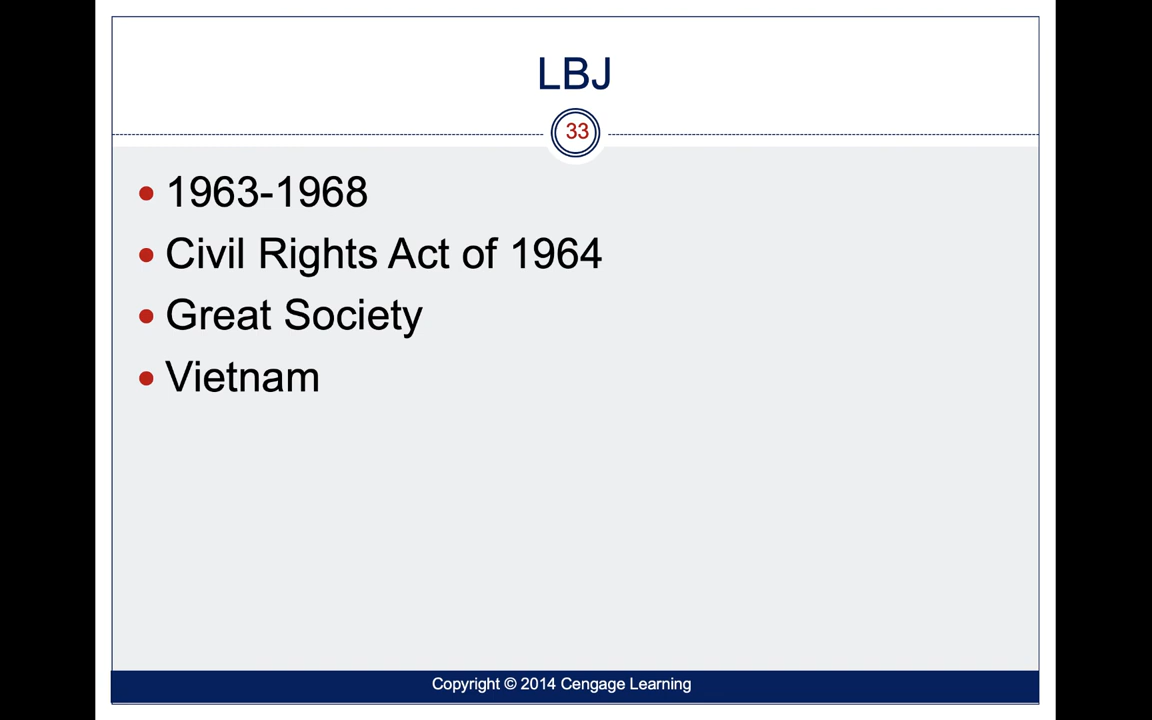 LBJ
33
• 1963-1968
• Civil Rights Act of 1964
• Great Society
• Vietnam
Copyright © 2014 Cengage Learning